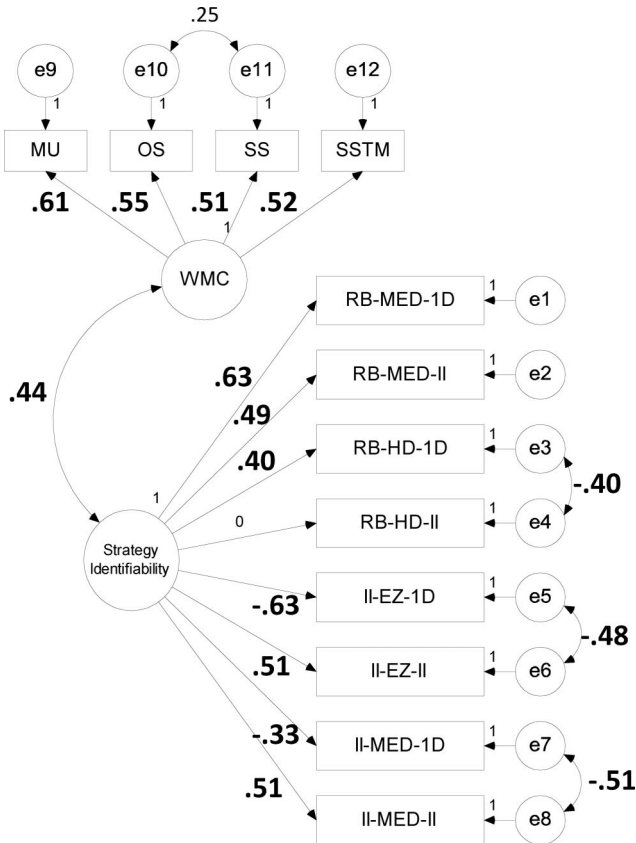 .25
e9
e10
e11
e12
1
1
1
1
MU
OS
SS
SSTM
.61
.55
.51
.52
1
WMC
.44
RB-MED-1D
1
e1
.63
RB-MED-II
1
e2
.49
RB-HD-1D
1
e3
.40
-.40
1
RB-HD-II
1
e4
0
Strategy
Identifiability
II-EZ-1D
1
e5
-.63
-.48
II-EZ-II
1
e6
.51
II-MED-1D
1
e7
-.33
-.51
.51
II-MED-II
1
e8